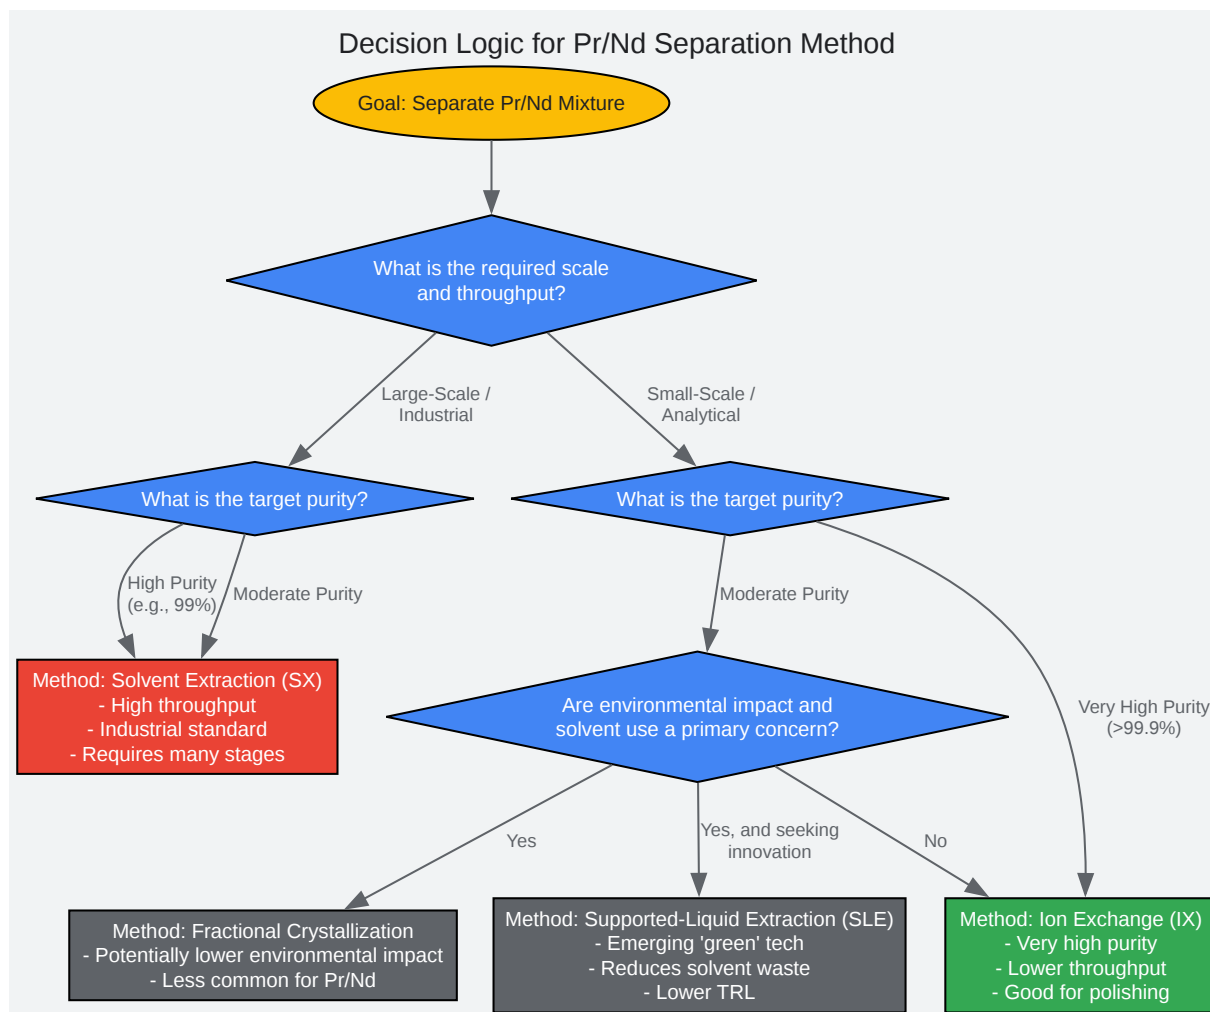 Decision Logic for Pr/Nd Separation Method
Goal: Separate Pr/Nd Mixture
What is the required scale
and throughput?
Large-Scale /
Industrial
Small-Scale /
Analytical
What is the target purity?
What is the target purity?
High Purity
(e.g., 99%)
Moderate Purity
Moderate Purity
Method: Solvent Extraction (SX)
- High throughput
- Industrial standard
- Requires many stages
Are environmental impact and
solvent use a primary concern?
Very High Purity
(>99.9%)
Yes
Yes, and seeking
innovation
No
Method: Fractional Crystallization
- Potentially lower environmental impact
- Less common for Pr/Nd
Method: Supported-Liquid Extraction (SLE)
- Emerging 'green' tech
- Reduces solvent waste
- Lower TRL
Method: Ion Exchange (IX)
- Very high purity
- Lower throughput
- Good for polishing